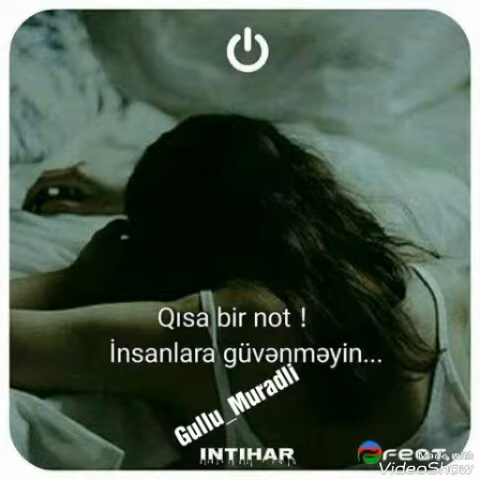 Qısa bir not !
İnsanlara güvənməyin...
Gullu_Muradli
INTIHAR
Made with
VideoShow